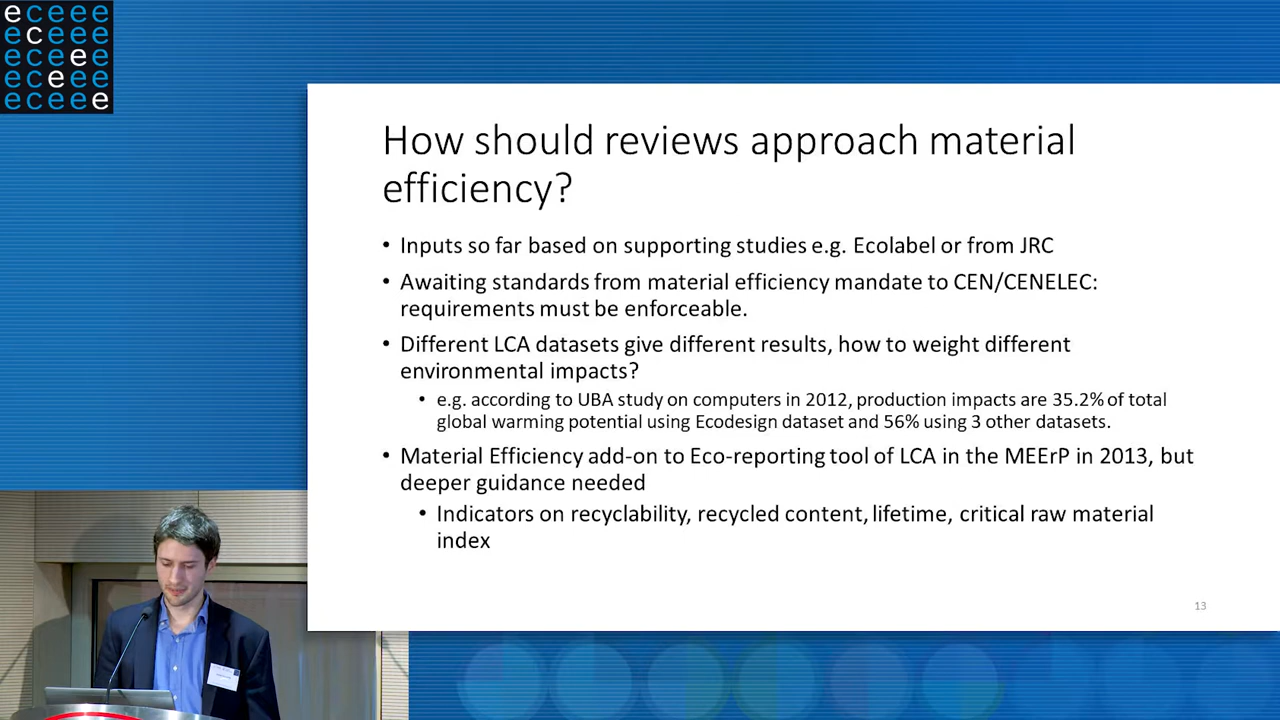 eceee
eceee
eceee
eceee
eceee
How should reviews approach material
efficiency?
• Inputs so far based on supporting studies e.g. Ecolabel or from JRC
• Awaiting standards from material efficiency mandate to CEN/CENELEC:
requirements must be enforceable.
• Different LCA datasets give different results, how to weight different
environmental impacts?
• e.g. according to UBA study on computers in 2012, production impacts are 35.2% of total
global warming potential using Ecodesign dataset and 56% using 3 other datasets.
• Material Efficiency add-on to Eco-reporting tool of LCA in the MEErP in 2013, but
deeper guidance needed
• Indicators on recyclability, recycled content, lifetime, critical raw material
index
13